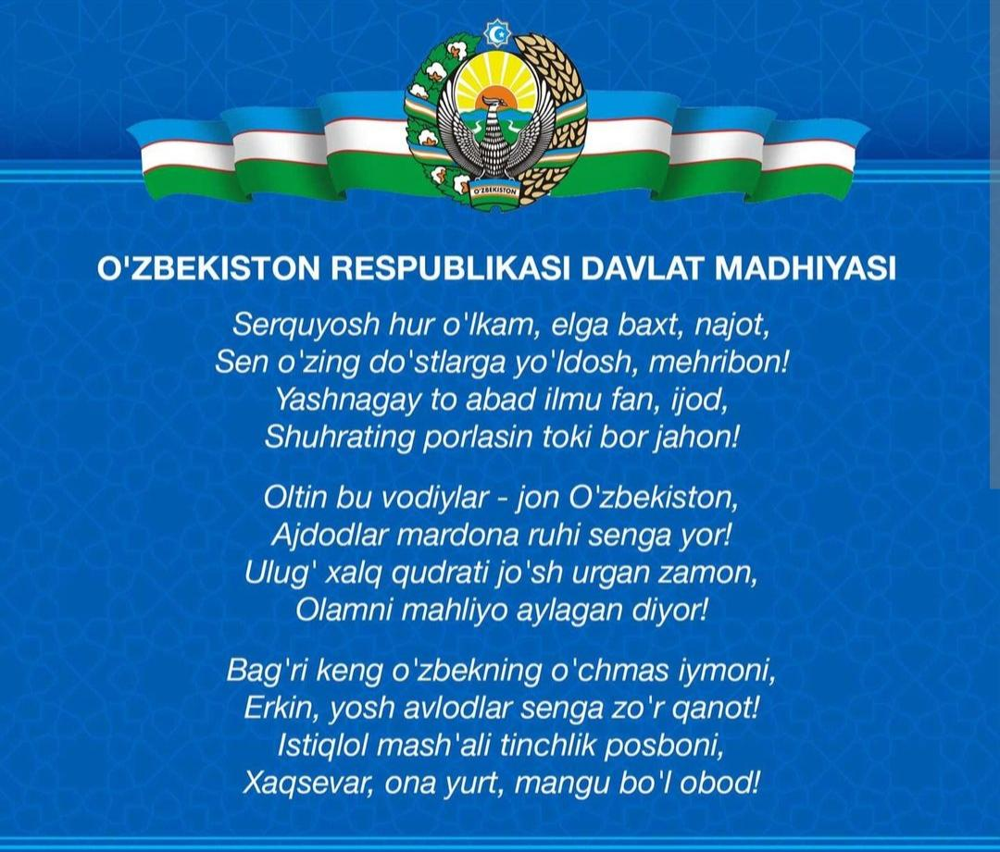 O'ZBEKISTON
O'ZBEKISTON RESPUBLIKASI DAVLAT MADHIYASI
Serquyosh hur o'lkam, elga baxt, najot,
Sen o'zing do'stlarga yo'ldosh, mehribon!
Yashnagay to abad ilmu fan, ijod,
Shuhrating porlasin toki bor jahon!
Oltin bu vodiylar - jon O'zbekiston,
Ajdodlar mardona ruhi senga yor!
Ulug' xalq qudrati jo'sh urgan zamon,
Olamni mahliyo aylagan diyor!
Bag'ri keng o'zbekning o'chmas iymoni,
Erkin, yosh avlodlar senga zo'r qanot!
Istiqlol mash'ali tinchlik posboni,
Xaqsevar, ona yurt, mangu bo'l obod!